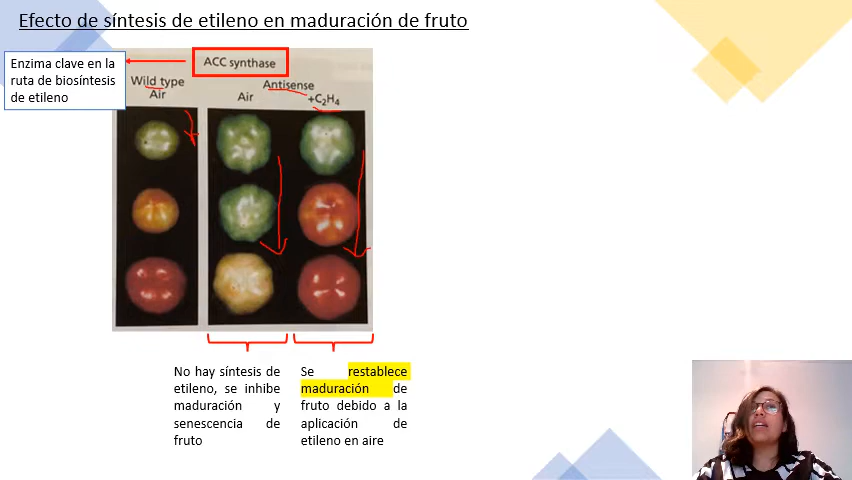 Efecto de síntesis de etileno en maduración de fruto
Enzima clave en la
ruta de biosíntesis
de etileno
ACC synthase
Wild type
Air
Antisense
Air
+C₂H₄
No hay síntesis de
etileno, se inhibe
maduración y
senescencia de
fruto
Se restablece
maduración de
fruto debido a la
aplicación de
etileno en aire